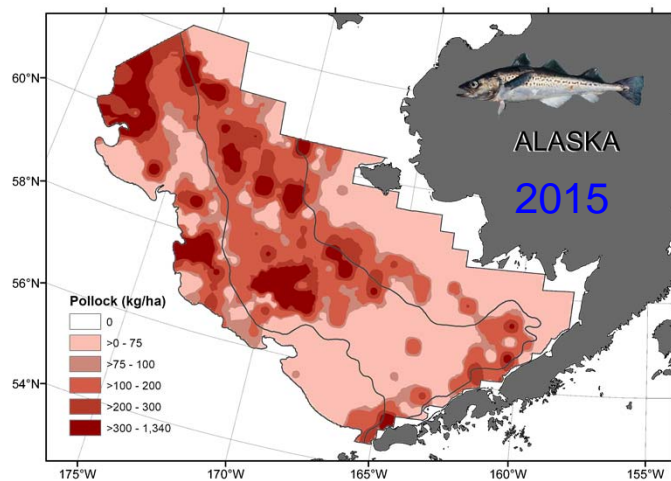 60°N
58°N
56°N
54°N
ALASKA
2015
Pollock (kg/ha)
0
>0 - 75
>75 - 100
>100 - 200
>200 - 300
>300 - 1,340
175°W
170°W
165°W
160°W
155°W